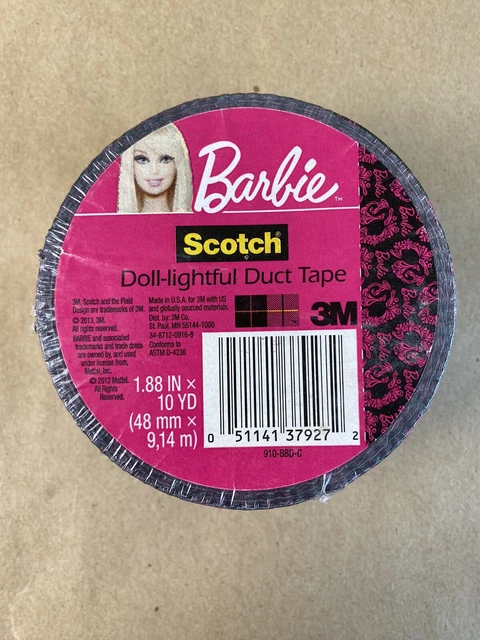 Barbie™
Scotch®
Doll-lightful Duct Tape
3M, Scotch and the Plaid
Design are trademarks of 3M.
© 2013, 3M.
All rights reserved.
BARBIE and associated
trademarks and trade dress
are owned by, and used
under license from,
Mattel, Inc.
© 2012 Mattel.
All Rights
Reserved.
Made in U.S.A. for 3M with US
and globally sourced materials.
Dist. by: 3M Co.
St. Paul, MN 55144-1000
34-8712-0916-8
Conforms to
ASTM D-4236
3M
1.88 IN ×
10 YD
(48 mm ×
9,14 m)
0 51141 37927 2
910-BBD-C